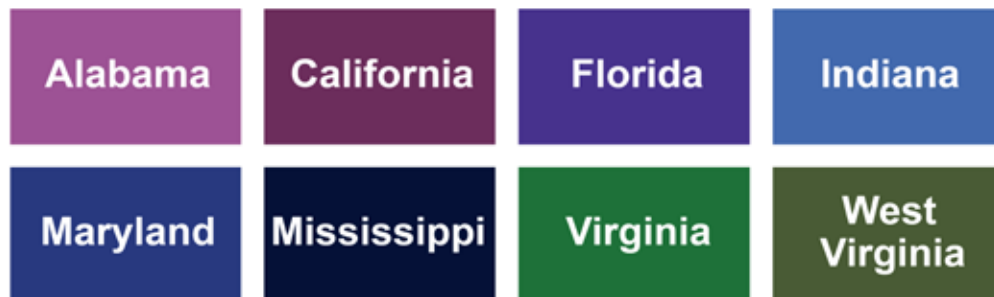 Alabama
California
Florida
Indiana
Maryland
Mississippi
Virginia
West
Virginia